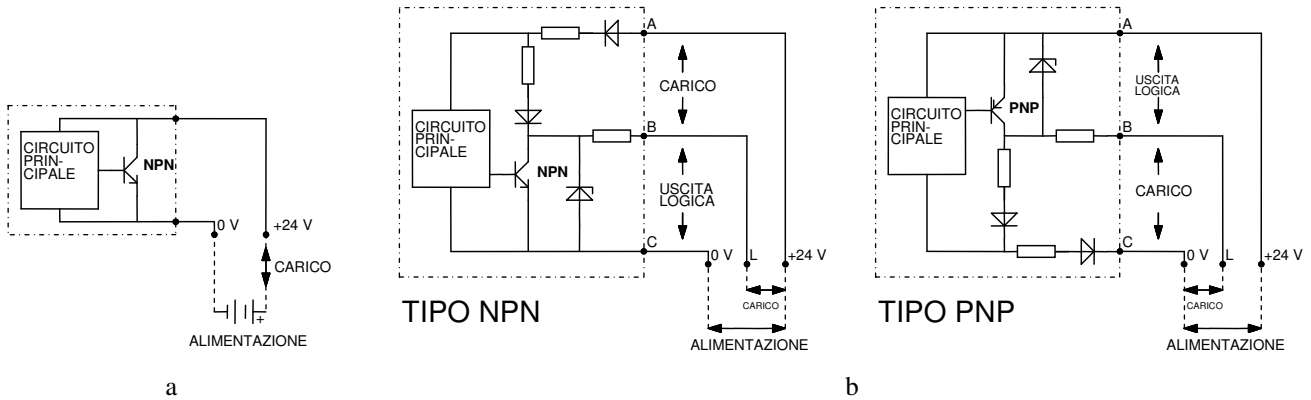 CIRCUITO
PRIN-
CIPALE
NPN
0 V
+24 V
CARICO
+
ALIMENTAZIONE
a
A
CARICO
CIRCUITO
PRIN-
CIPALE
B
NPN
USCITA
LOGICA
C
0 V
L
+24 V
CARICO
TIPO NPN
ALIMENTAZIONE
A
USCITA
LOGICA
CIRCUITO
PRIN-
CIPALE
PNP
B
CARICO
C
0 V
L
+24 V
CARICO
TIPO PNP
ALIMENTAZIONE
b